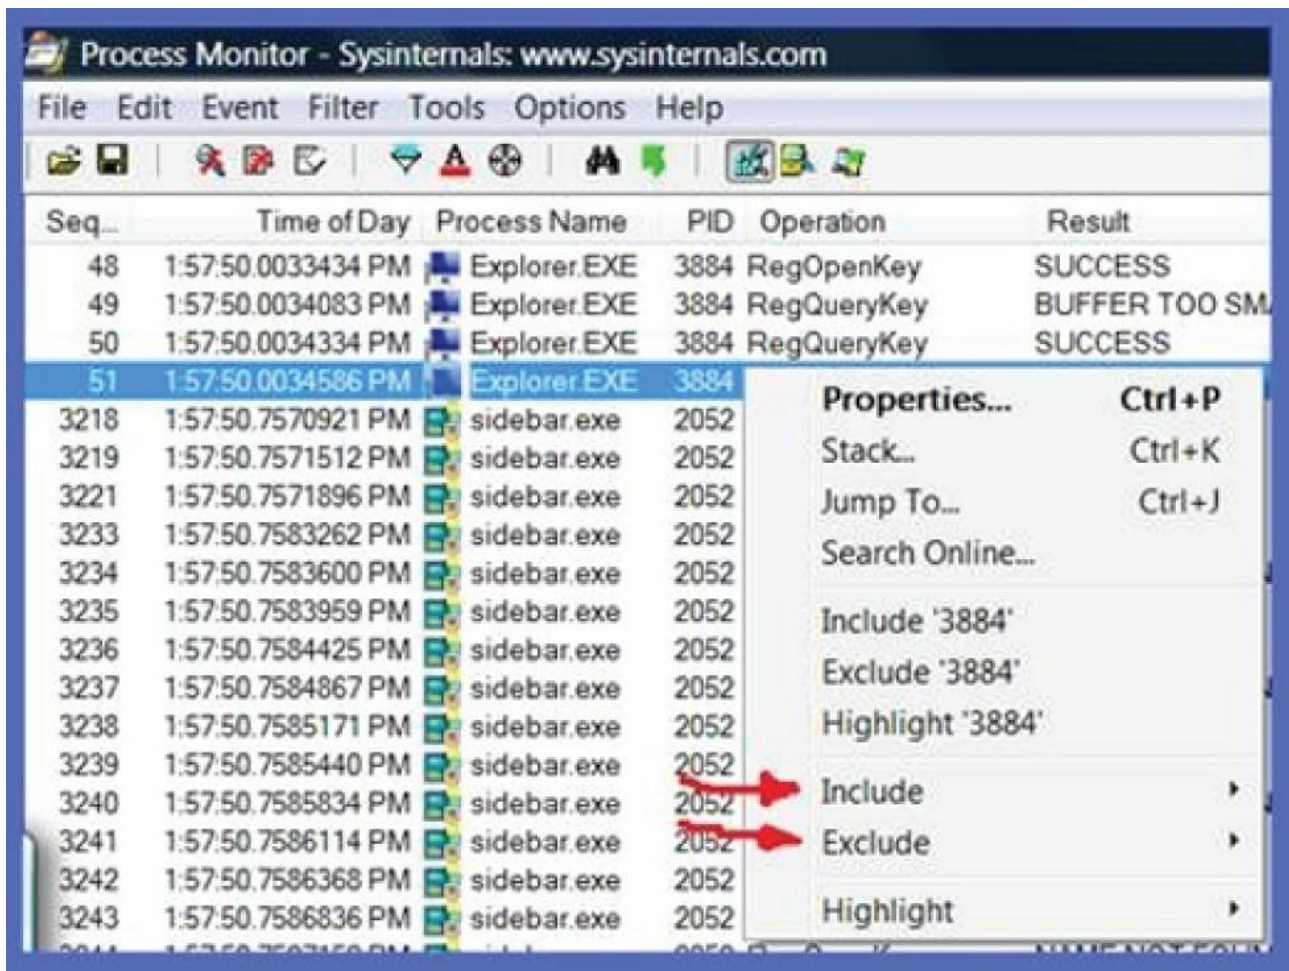 Process Monitor - Sysinternals: www.sysinternals.com
File Edit Event Filter Tools Options Help
Seq... Time of Day Process Name PID Operation Result
48 1:57:50.0033434 PM Explorer.EXE 3884 RegOpenKey SUCCESS
49 1:57:50.0034083 PM Explorer.EXE 3884 RegQueryKey BUFFER TOO SM
50 1:57:50.0034334 PM Explorer.EXE 3884 RegQueryKey SUCCESS
51 1:57:50.0034586 PM Explorer.EXE 3884
3218 1:57:50.7570921 PM sidebar.exe 2052
3219 1:57:50.7571512 PM sidebar.exe 2052
3221 1:57:50.7571896 PM sidebar.exe 2052
3233 1:57:50.7583262 PM sidebar.exe 2052
3234 1:57:50.7583600 PM sidebar.exe 2052
3235 1:57:50.7583959 PM sidebar.exe 2052
3236 1:57:50.7584425 PM sidebar.exe 2052
3237 1:57:50.7584867 PM sidebar.exe 2052
3238 1:57:50.7585171 PM sidebar.exe 2052
3239 1:57:50.7585440 PM sidebar.exe 2052
3240 1:57:50.7585834 PM sidebar.exe 2052
3241 1:57:50.7586114 PM sidebar.exe 2052
3242 1:57:50.7586368 PM sidebar.exe 2052
3243 1:57:50.7586836 PM sidebar.exe 2052
Properties... Ctrl+P
Stack... Ctrl+K
Jump To... Ctrl+J
Search Online...
Include '3884'
Exclude '3884'
Highlight '3884'
Include
Exclude
Highlight